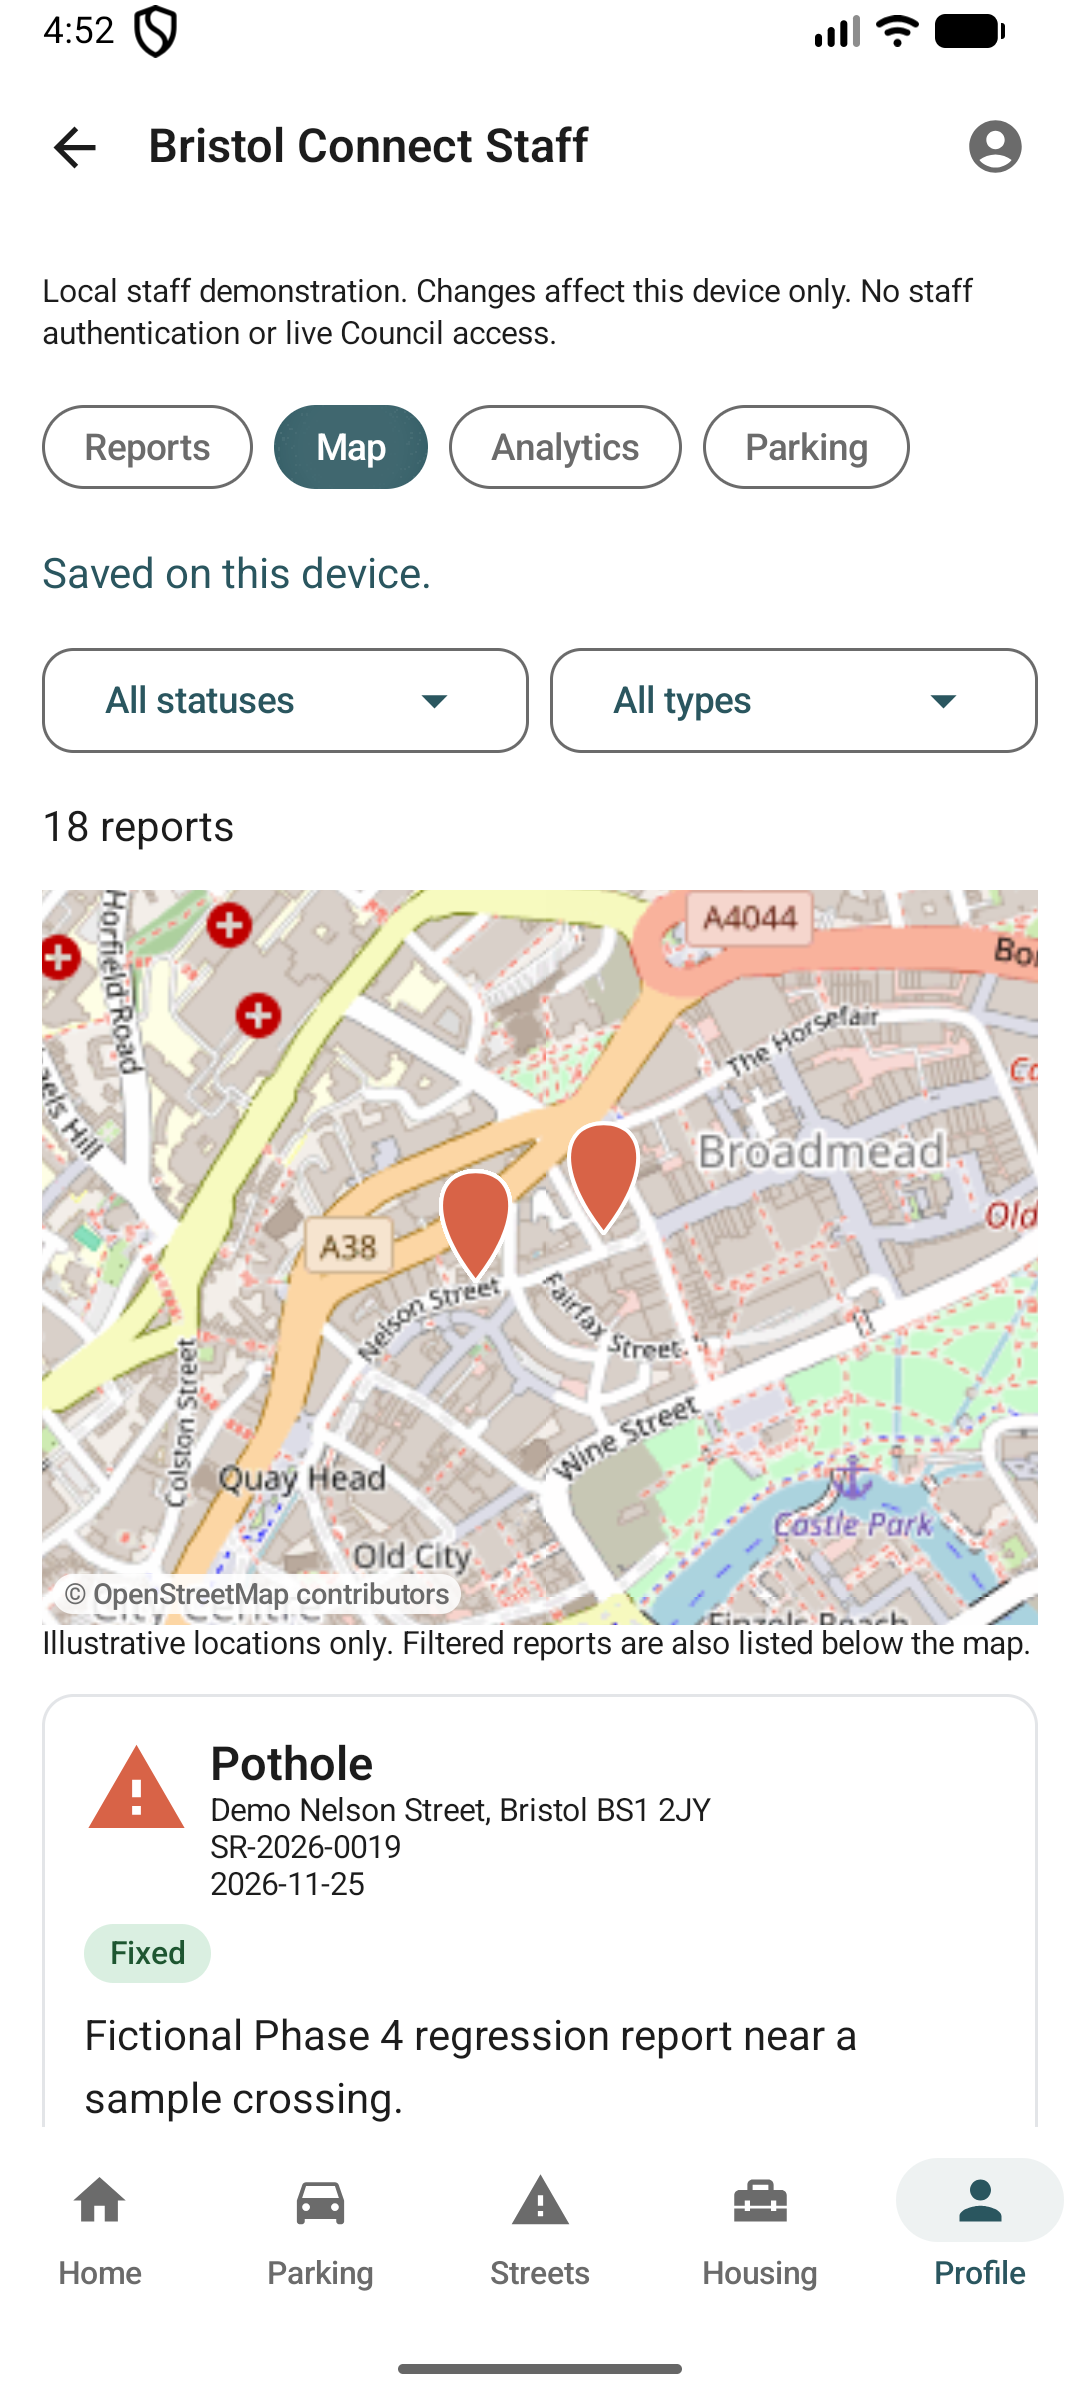 4:52
Bristol Connect Staff
Local staff demonstration. Changes affect this device only. No staff
authentication or live Council access.
Reports
Map
Analytics
Parking
Saved on this device.
All statuses
All types
18 reports
A4044
Horfield Road
The Horsefair
Broadmead
Old
A38
Nelson Street
Fairfax Street
Wine Street
Colston Street
Quay Head
Castle Park
Old City
© OpenStreetMap contributors
Illustrative locations only. Filtered reports are also listed below the map.
Pothole
Demo Nelson Street, Bristol BS1 2JY
SR-2026-0019
2026-11-25
Fixed
Fictional Phase 4 regression report near a
sample crossing.
Home
Parking
Streets
Housing
Profile